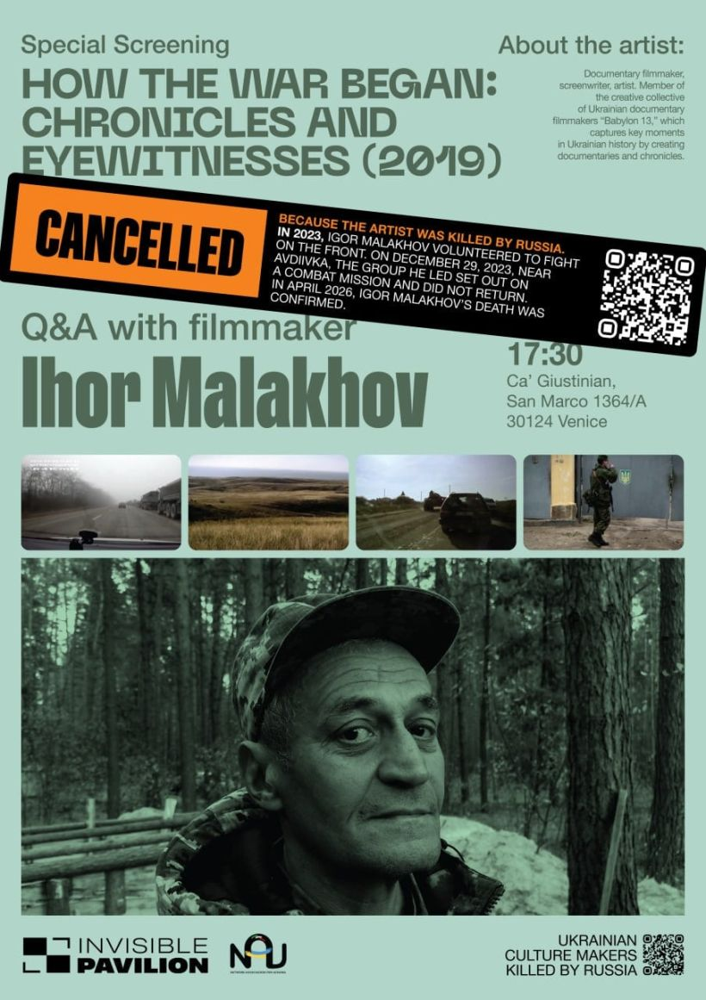 Special Screening
HOW THE WAR BEGAN:
CHRONICLES AND
EYEWITNESSES (2019)
About the artist:
Documentary filmmaker,
screenwriter, artist. Member of
the creative collective
of Ukrainian documentary
filmmakers “Babylon 13,” which
captures key moments
in Ukrainian history by creating
documentaries and chronicles.
CANCELLED
BECAUSE THE ARTIST WAS KILLED BY RUSSIA.
IN 2023, IGOR MALAKHOV VOLUNTEERED TO FIGHT
ON THE FRONT. ON DECEMBER 29, 2023, NEAR
AVDIIVKA, THE GROUP HE LED SET OUT ON
A COMBAT MISSION AND DID NOT RETURN.
IN APRIL 2026, IGOR MALAKHOV’S DEATH WAS
CONFIRMED.
Q&A with filmmaker
Ihor Malakhov
17:30
Ca’ Giustinian,
San Marco 1364/A
30124 Venice
INVISIBLE
PAVILION
NAU
UKRAINIAN
CULTURE MAKERS
KILLED BY RUSSIA